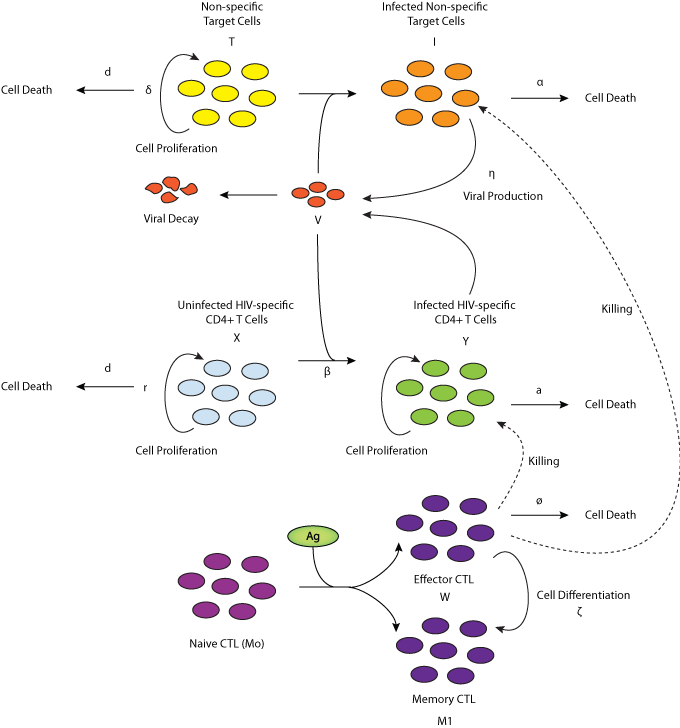 Non-specific
Target Cells
T
Infected Non-specific
Target Cells
I
d
Cell Death
δ
α
Cell Death
Cell Proliferation
η
Viral Production
Viral Decay
V
Uninfected HIV-specific
CD4+ T Cells
X
Infected HIV-specific
CD4+ T Cells
Y
Killing
d
Cell Death
r
β
a
Cell Death
Cell Proliferation
Cell Proliferation
Killing
ø
Cell Death
Ag
Effector CTL
W
Cell Differentiation
ζ
Naive CTL (Mo)
Memory CTL
M1